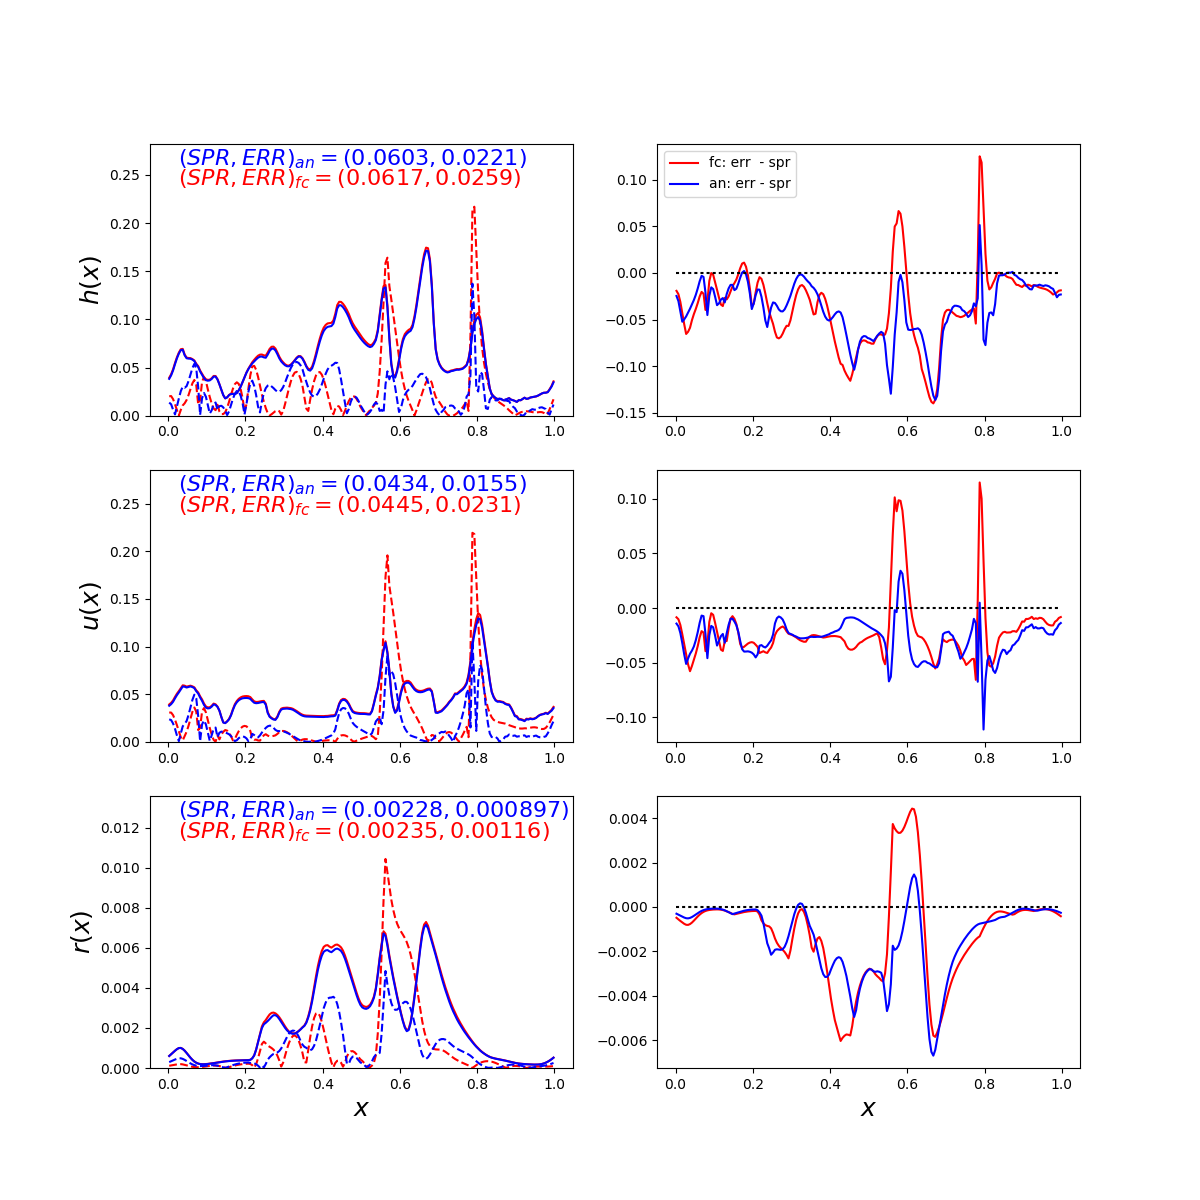 (SPR, ERR)an = (0.0603, 0.0221)
(SPR, ERR)fc = (0.0617, 0.0259)
0.25
0.20
0.15
0.10
0.05
0.00
h(x)
0.0 0.2 0.4 0.6 0.8 1.0
fc: err - spr
an: err - spr
0.10
0.05
0.00
−0.05
−0.10
−0.15
0.0 0.2 0.4 0.6 0.8 1.0
(SPR, ERR)an = (0.0434, 0.0155)
(SPR, ERR)fc = (0.0445, 0.0231)
0.25
0.20
0.15
0.10
0.05
0.00
u(x)
0.0 0.2 0.4 0.6 0.8 1.0
0.10
0.05
0.00
−0.05
−0.10
0.0 0.2 0.4 0.6 0.8 1.0
(SPR, ERR)an = (0.00228, 0.000897)
(SPR, ERR)fc = (0.00235, 0.00116)
0.012
0.010
0.008
0.006
0.004
0.002
0.000
r(x)
0.0 0.2 0.4 0.6 0.8 1.0
x
0.004
0.002
0.000
−0.002
−0.004
−0.006
0.0 0.2 0.4 0.6 0.8 1.0
x